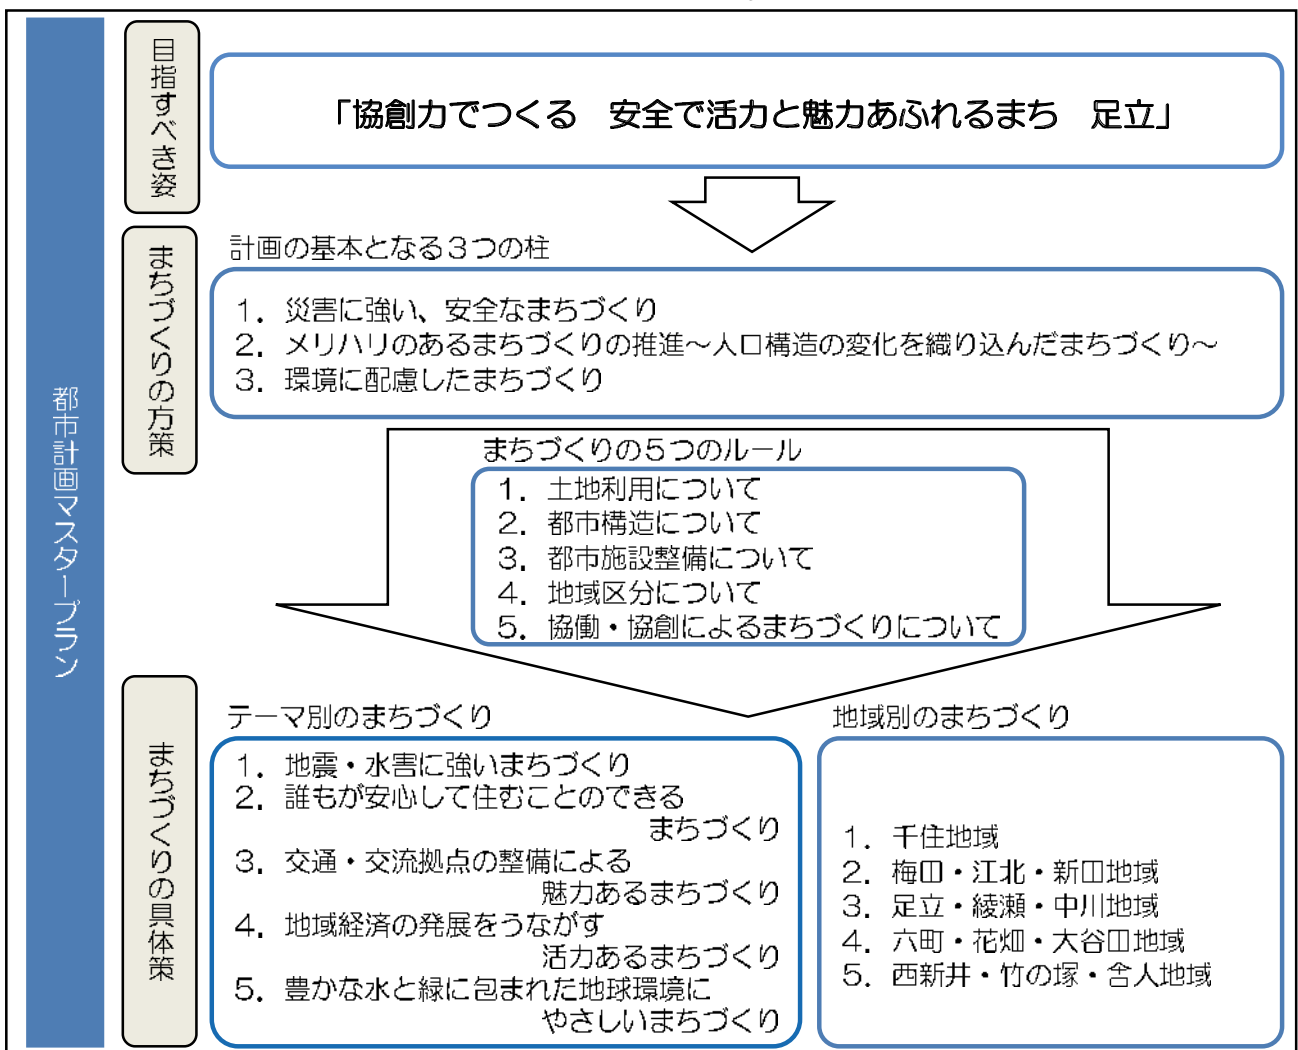 都市計画マスタープラン
目指すべき姿
「協創力でつくる　安全で活力と魅力あふれるまち　足立」
まちづくりの方策
計画の基本となる３つの柱
１．災害に強い、安全なまちづくり
２．メリハリのあるまちづくりの推進～人口構造の変化を織り込んだまちづくり～
３．環境に配慮したまちづくり
まちづくりの５つのルール
１．土地利用について
２．都市構造について
３．都市施設整備について
４．地域区分について
５．協働・協創によるまちづくりについて
まちづくりの具体策
テーマ別のまちづくり
１．地震・水害に強いまちづくり
２．誰もが安心して住むことのできる
まちづくり
３．交通・交流拠点の整備による
魅力あるまちづくり
４．地域経済の発展をうながす
活力あるまちづくり
５．豊かな水と緑に包まれた地球環境に
やさしいまちづくり
地域別のまちづくり
１．千住地域
２．梅田・江北・新田地域
３．足立・綾瀬・中川地域
４．六町・花畑・大谷田地域
５．西新井・竹の塚・舎人地域